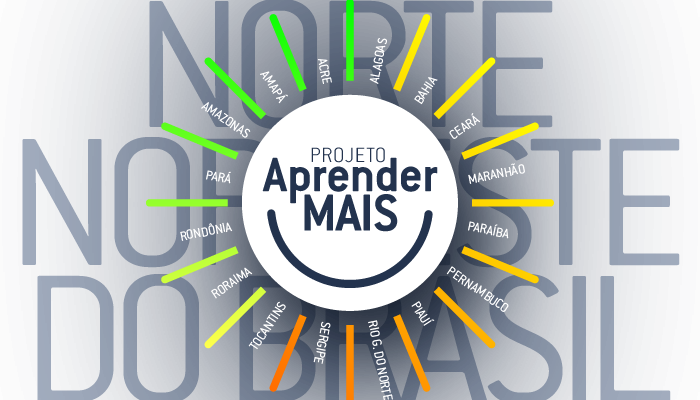 NORTE
NORDESTE
DO BRASIL
PROJETO
Aprender
MAIS
ALAGOAS
BAHIA
CEARÁ
MARANHÃO
PARAÍBA
PERNAMBUCO
PIAUÍ
RIO G. DO NORTE
SERGIPE
TOCANTINS
RORAIMA
RONDÔNIA
PARÁ
AMAZONAS
AMAPÁ
ACRE